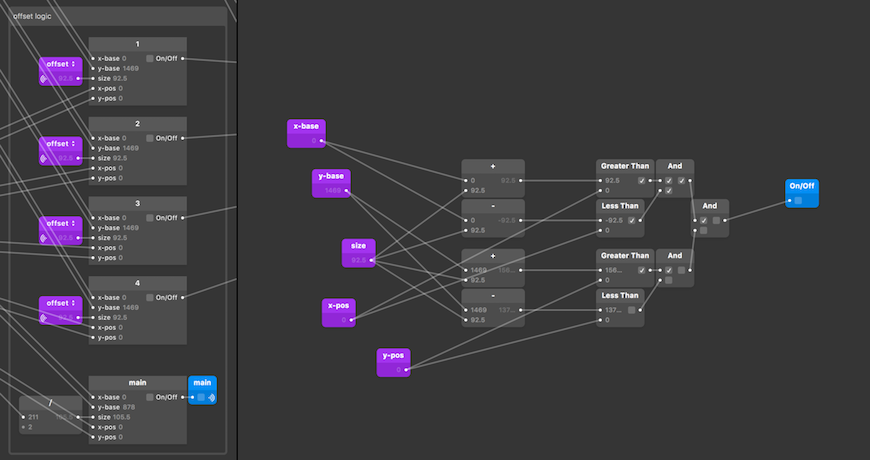 offset logic
1
x-base 0 On/Off
y-base 1469
size 92.5
x-pos 0
y-pos 0
offset
92.5
2
x-base 0 On/Off
y-base 1469
size 92.5
x-pos 0
y-pos 0
offset
92.5
3
x-base 0 On/Off
y-base 1469
size 92.5
x-pos 0
y-pos 0
offset
92.5
4
x-base 0 On/Off
y-base 1469
size 92.5
x-pos 0
y-pos 0
offset
92.5
main
x-base 0 On/Off
y-base 878
size 105.5
x-pos 0
y-pos 0
main
/
211 105.5
2
x-base
0
y-base
1469
size
92.5
x-pos
0
y-pos
0
+
0 92.5
92.5
-
0 -92.5
92.5
+
1469 156...
92.5
-
1469 137...
92.5
Greater Than
92.5
0
And
Less Than
-92.5
0
And
Greater Than
156...
0
And
Less Than
137...
0
On/Off